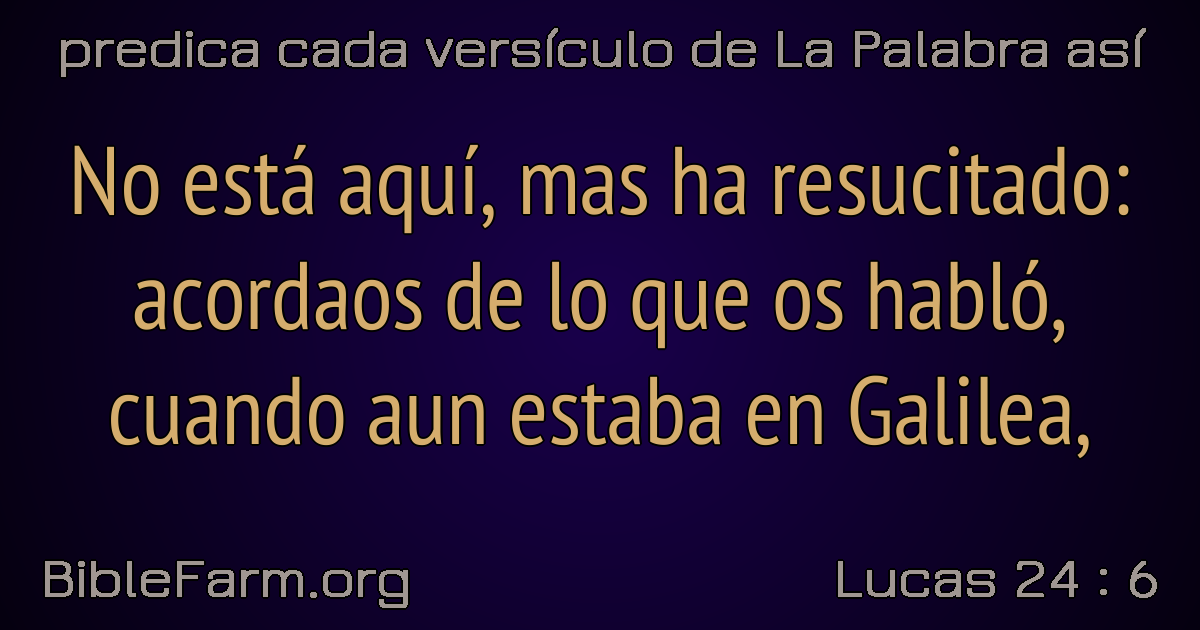 predica cada versículo de La Palabra así
No está aquí, mas ha resucitado:
acordaos de lo que os habló,
cuando aun estaba en Galilea,
BibleFarm.org
Lucas 24 : 6